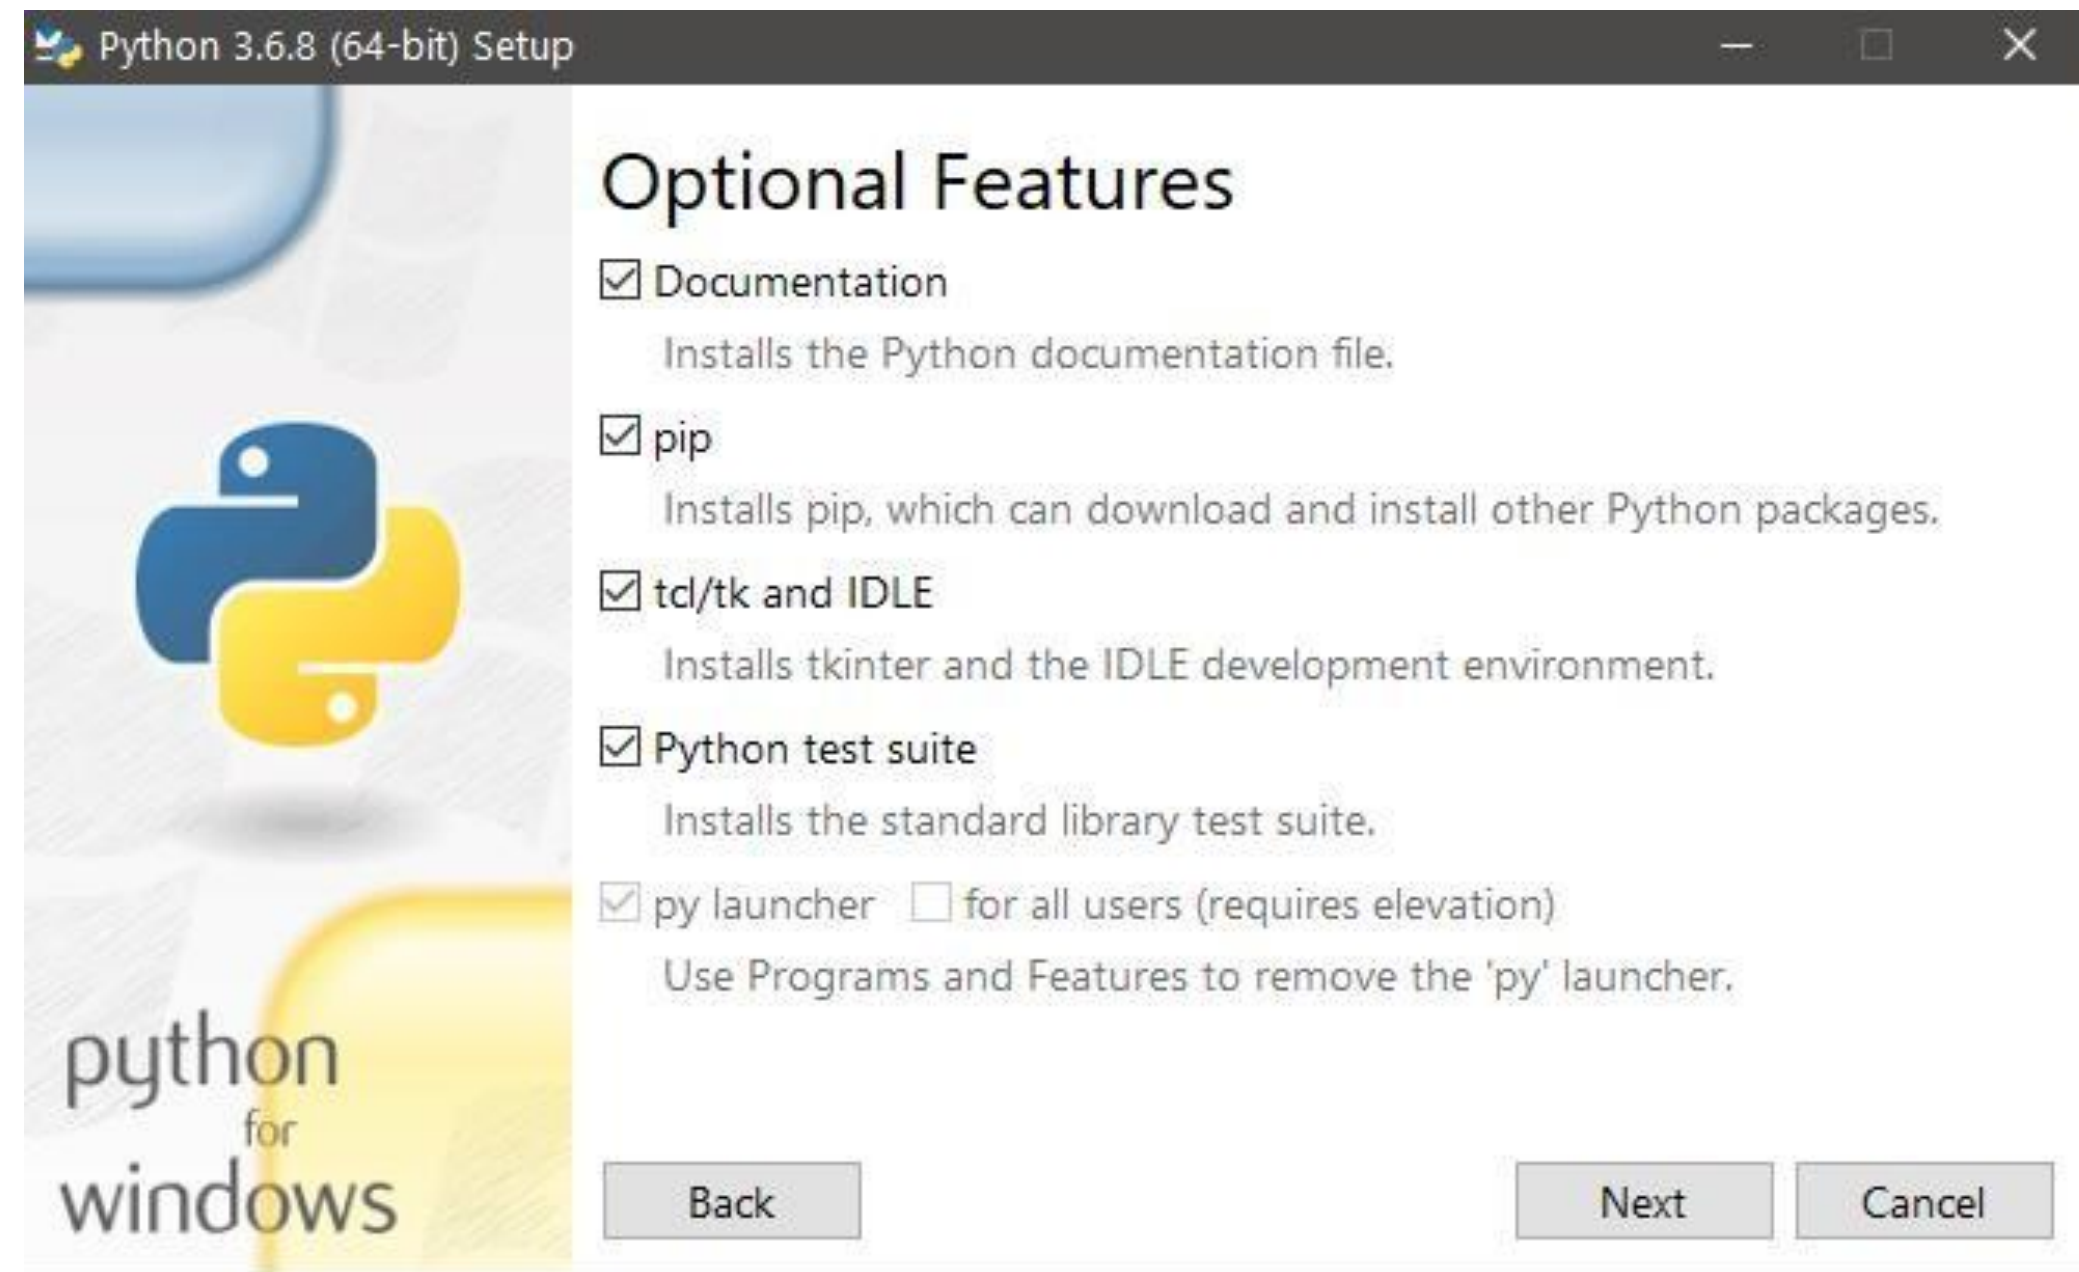 Python 3.6.8 (64-bit) Setup
Optional Features
Documentation
Installs the Python documentation file.
pip
Installs pip, which can download and install other Python packages.
tcl/tk and IDLE
Installs tkinter and the IDLE development environment.
Python test suite
Installs the standard library test suite.
py launcher for all users (requires elevation)
Use Programs and Features to remove the 'py' launcher.
python
for
windows
Back Next Cancel